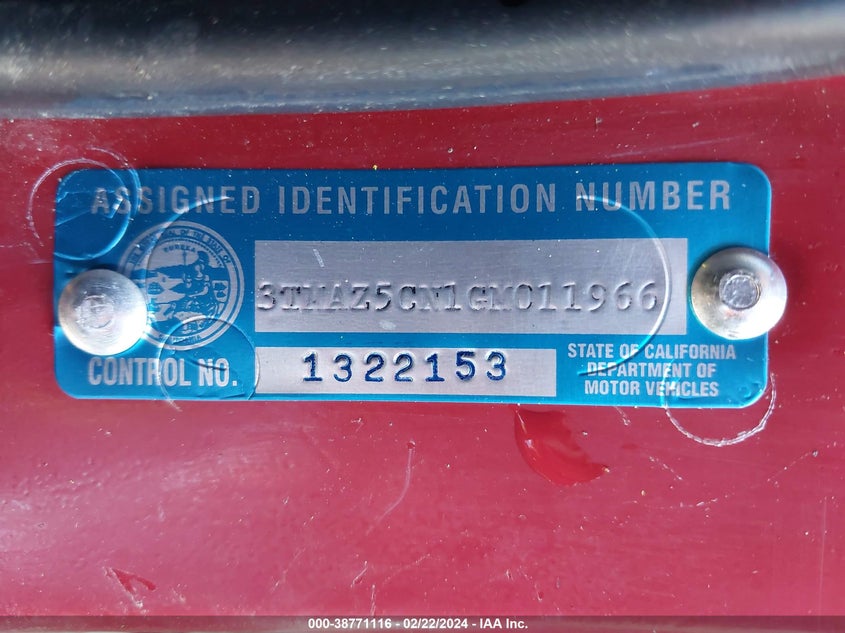 ASSIGNED IDENTIFICATION NUMBER
EUREKA
3TMAZ5CN1GM011966
CONTROL NO.
1322153
STATE OF CALIFORNIA
DEPARTMENT OF
MOTOR VEHICLES
000-38771116 - 02/22/2024 - IAA Inc.